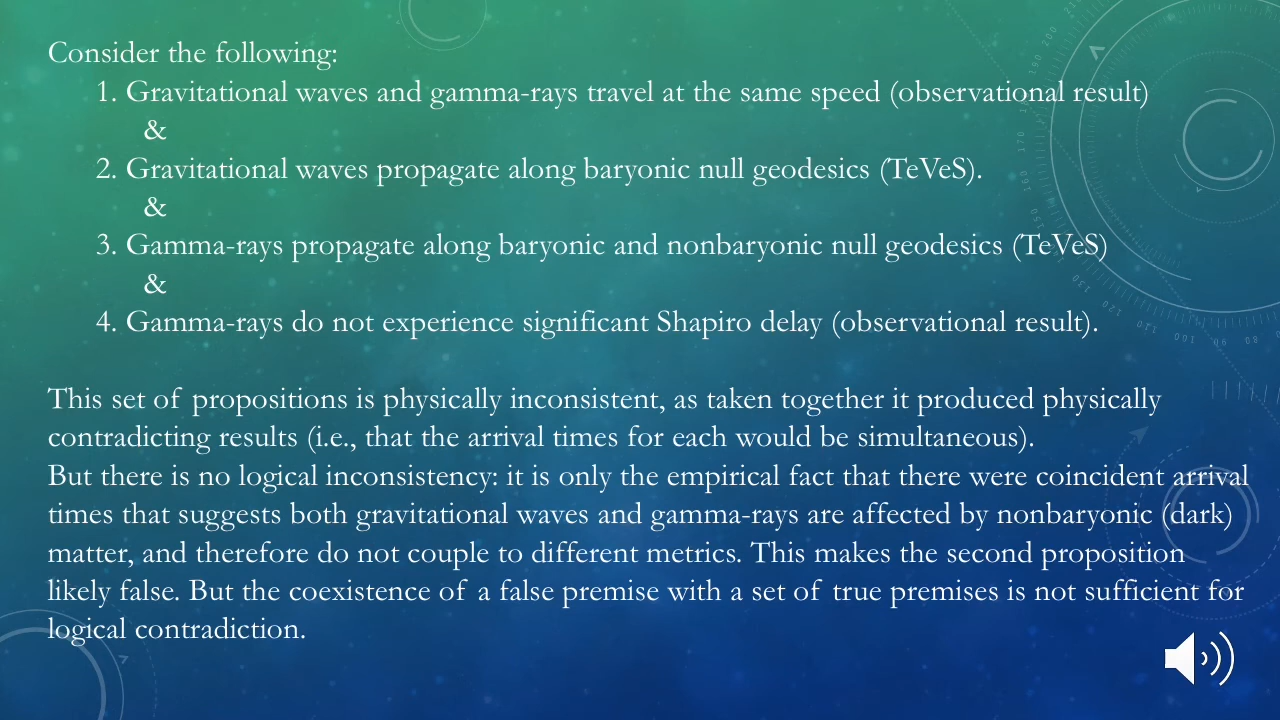 Consider the following:
1. Gravitational waves and gamma-rays travel at the same speed (observational result)
&
2. Gravitational waves propagate along baryonic null geodesics (TeVeS).
&
3. Gamma-rays propagate along baryonic and nonbaryonic null geodesics (TeVeS)
&
4. Gamma-rays do not experience significant Shapiro delay (observational result).
This set of propositions is physically inconsistent, as taken together it produced physically
contradicting results (i.e., that the arrival times for each would be simultaneous).
But there is no logical inconsistency: it is only the empirical fact that there were coincident arrival
times that suggests both gravitational waves and gamma-rays are affected by nonbaryonic (dark)
matter, and therefore do not couple to different metrics. This makes the second proposition
likely false. But the coexistence of a false premise with a set of true premises is not sufficient for
logical contradiction.